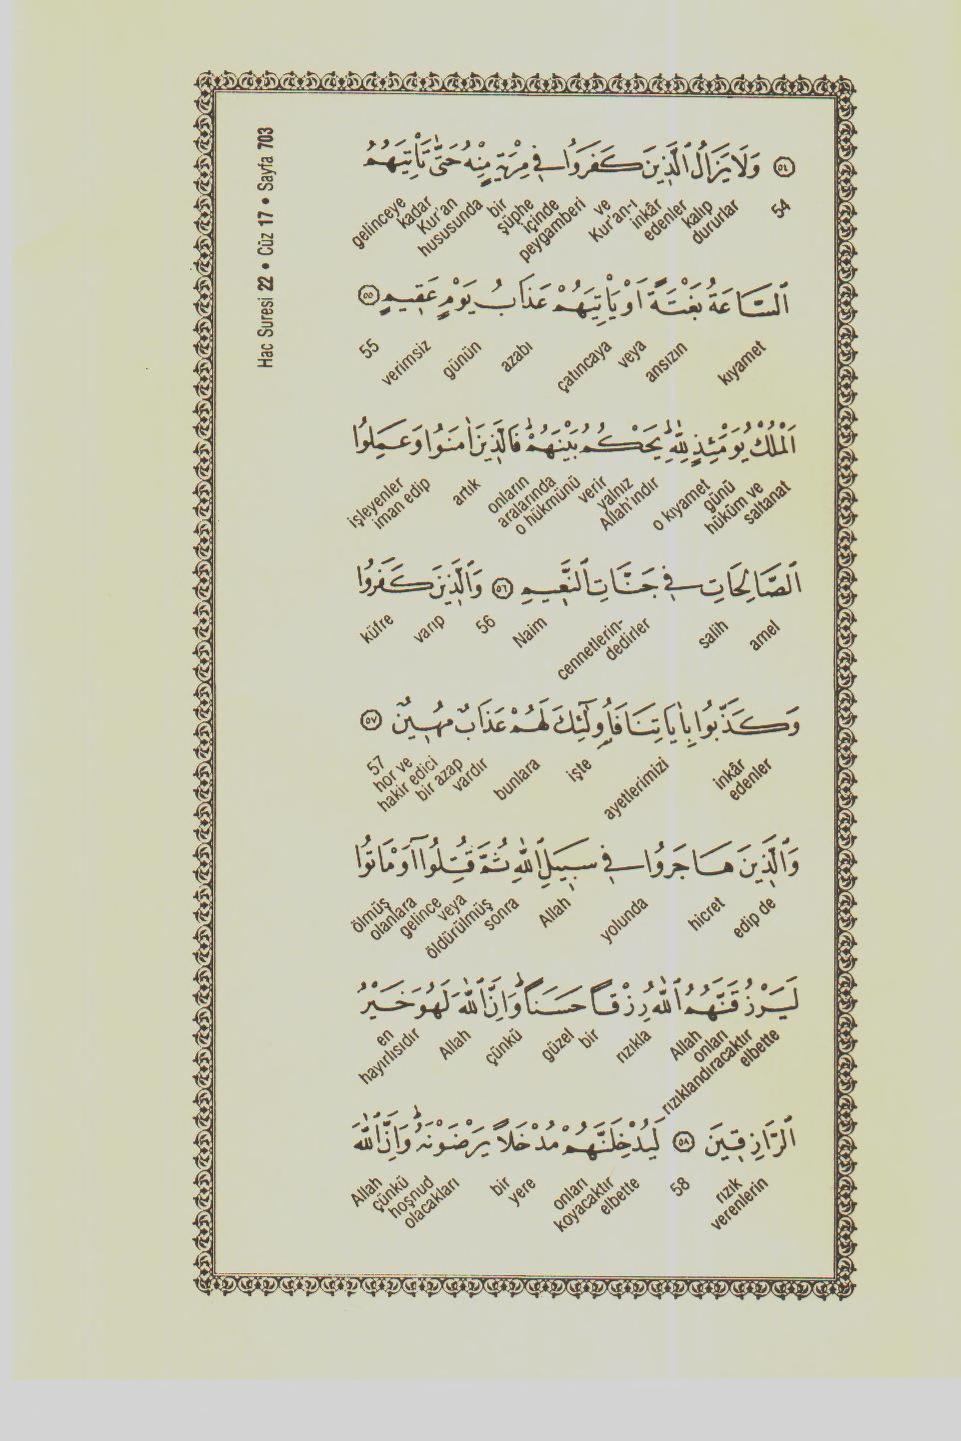 Hac Suresi 22 • Cüz 17 • Sayfa 703
﴿٥٤﴾ وَلَا يَزَالُ الَّذِينَ كَفَرُوا فِي مِرْيَةٍ مِنْهُ حَتَّى تَأْتِيَهُمُ
54 kalıp dururlar inkâr edenler ve Kur'an-ı peygamberi içinde şüphe bir hususunda Kur'an kadar gelinceye
السَّاعَةُ بَغْتَةً اَوْ يَأْتِيَهُمْ عَذَابُ يَوْمٍ عَقِيمٍ ﴿٥٥﴾
kıyamet ansızın veya çatıncaya azabı günün verimsiz 55
اَلْمُلْكُ يَوْمَئِذٍ لِلّٰهِ يَحْكُمُ بَيْنَهُمْ فَالَّذِينَ اٰمَنُوا وَعَمِلُوا
hüküm ve saltanat o kıyamet günü yalnız Allah'ındır o hükmünü verir onların aralarında artık iman edip işleyenler
الصَّالِحَاتِ فِي جَنَّاتِ النَّعِيمِ ﴿٥٦﴾ وَالَّذِينَ كَفَرُوا
amel salih cennetlerin- dedirler Naim 56 varıp küfre
وَكَذَّبُوا بِاٰيَاتِنَا فَاُولٰٓئِكَ لَهُمْ عَذَابٌ مُهِينٌ ﴿٥٧﴾
inkâr edenler ayetlerimizi işte bunlara bir azap vardır hor ve hakir edici 57
وَالَّذِينَ هَاجَرُوا فِي سَبِيلِ اللّٰهِ ثُمَّ قُتِلُوا اَوْ مَاتُوا
edip de hicret yolunda Allah sonra öldürülmüş veya gelince olanlara ölmüş
لَيَرْزُقَنَّهُمُ اللّٰهُ رِزْقًا حَسَنًا وَاِنَّ اللّٰهَ لَهُوَ خَيْرُ
elbette rızıklandıracaktır onları Allah rızıkla bir güzel çünkü Allah en hayırlısıdır
الرَّازِقِينَ ﴿٥٨﴾ لَيُدْخِلَنَّهُمْ مُدْخَلًا يَرْضَوْنَهُ وَاِنَّ اللّٰهَ
rızık verenlerin 58 elbette koyacaktır onları yere bir olacakları hoşnud çünkü Allah